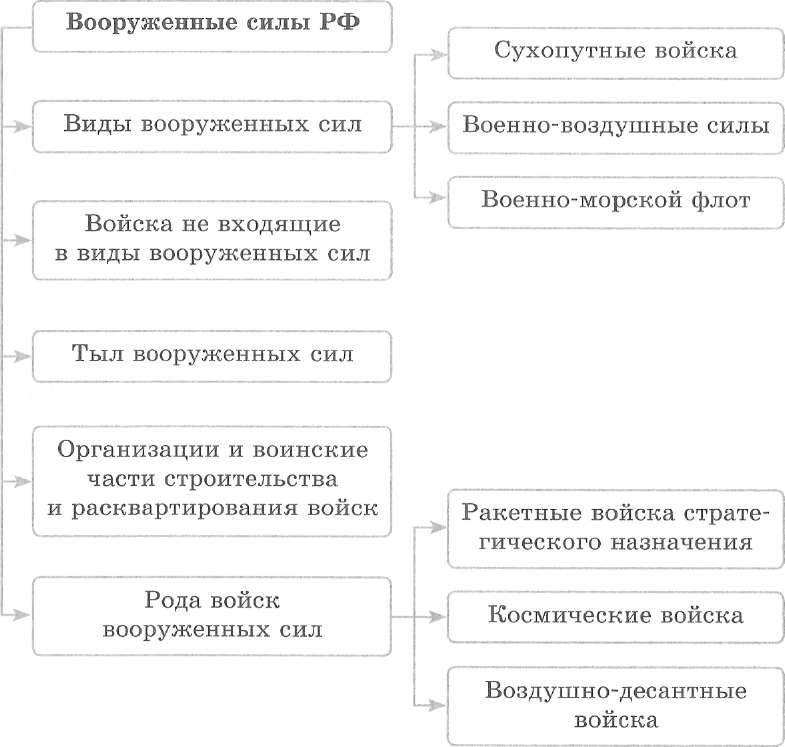 Вооруженные силы РФ
Виды вооруженных сил
Сухопутные войска
Военно-воздушные силы
Военно-морской флот
Войска не входящие
в виды вооруженных сил
Тыл вооруженных сил
Организации и воинские
части строительства
и расквартирования войск
Рода войск
вооруженных сил
Ракетные войска страте-
гического назначения
Космические войска
Воздушно-десантные
войска